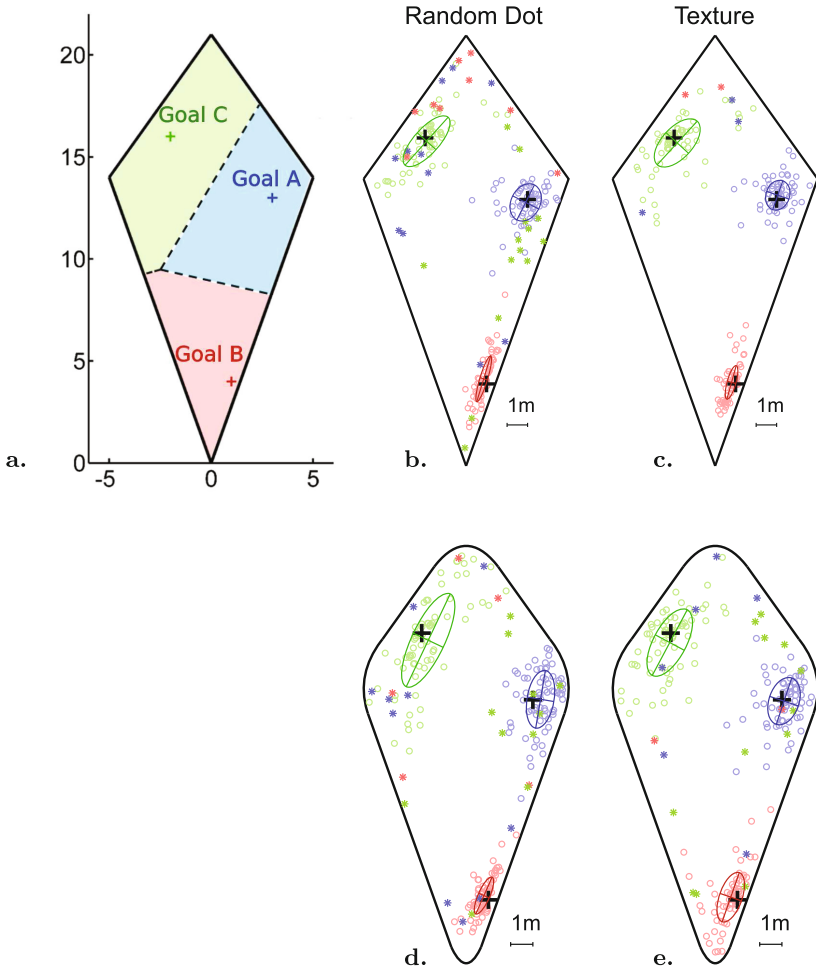 Random Dot
Texture
20
Goal C
15
Goal A
10
Goal B
5
0
-5
0
5
a.
1m
b.
1m
c.
1m
d.
1m
e.